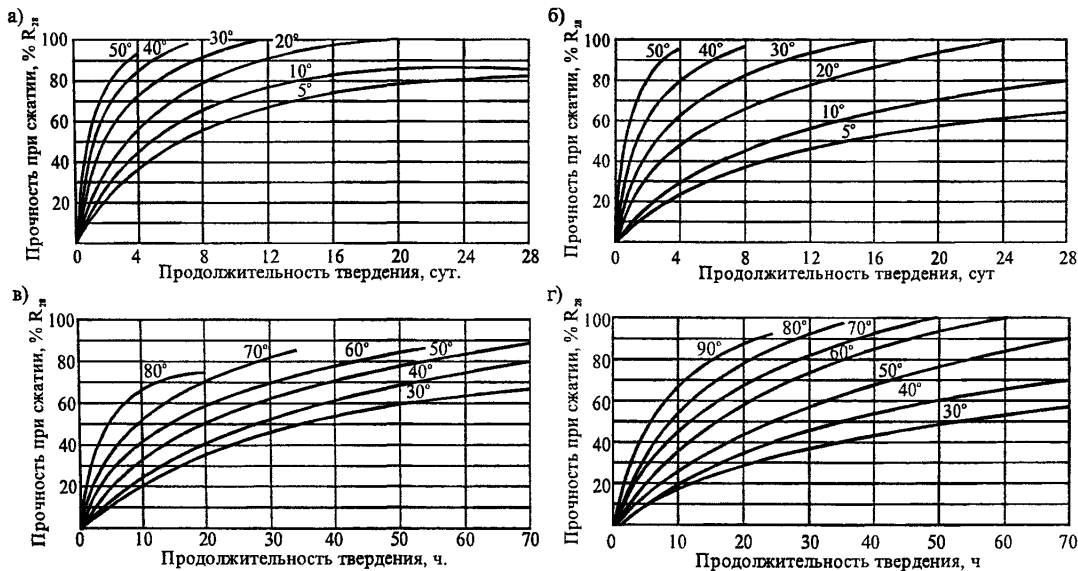 а)
Прочность при сжатии, % R₂₈
100
80
60
40
20
50° 40° 30° 20°
10°
5°
0 4 8 12 16 20 24 28
Продолжительность твердения, сут.
б)
Прочность при сжатии, % R₂₈
100
80
60
40
20
50° 40° 30°
20°
10°
5°
0 4 8 12 16 20 24 28
Продолжительность твердения, сут
в)
Прочность при сжатии, % R₂₈
100
80
60
40
20
80° 70° 60° 50°
40°
30°
0 10 20 30 40 50 60 70
Продолжительность твердения, ч.
г)
Прочность при сжатии, % R₂₈
100
80
60
40
20
90° 80° 70°
60°
50°
40°
30°
0 10 20 30 40 50 60 70
Продолжительность твердения, ч